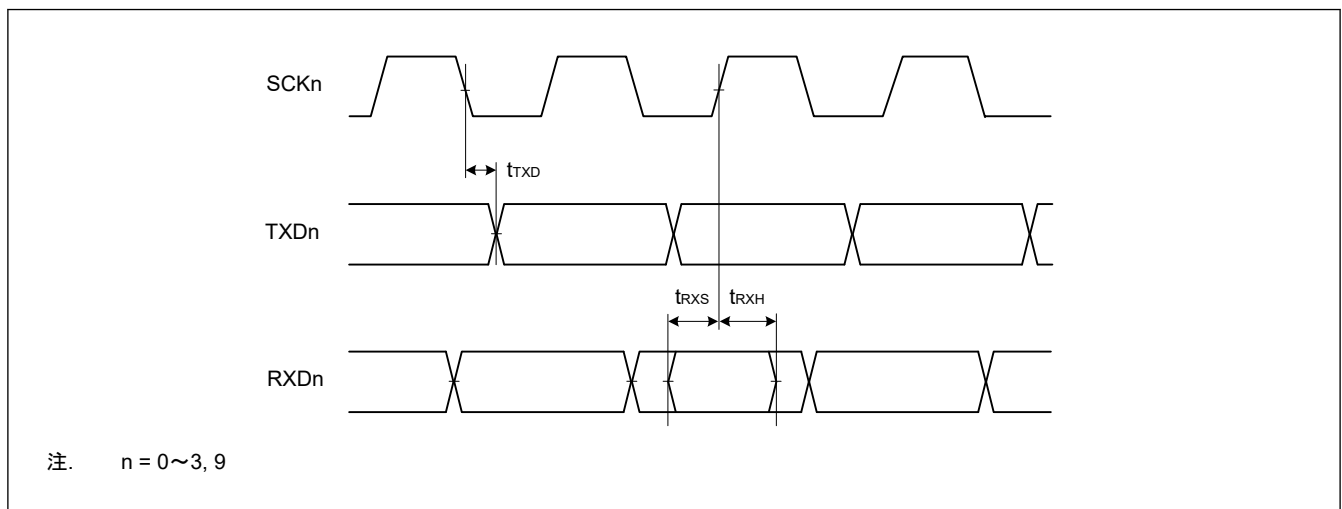 SCKn
tTXD
TXDn
tRXS tRXH
RXDn
注. n = 0～3, 9